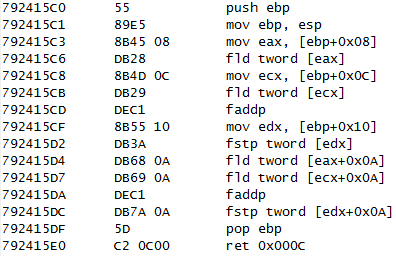 792415C0 55 push ebp
792415C1 89E5 mov ebp, esp
792415C3 8B45 08 mov eax, [ebp+0x08]
792415C6 DB28 fld tword [eax]
792415C8 8B4D 0C mov ecx, [ebp+0x0C]
792415CB DB29 fld tword [ecx]
792415CD DEC1 faddp
792415CF 8B55 10 mov edx, [ebp+0x10]
792415D2 DB3A fstp tword [edx]
792415D4 DB68 0A fld tword [eax+0x0A]
792415D7 DB69 0A fld tword [ecx+0x0A]
792415DA DEC1 faddp
792415DC DB7A 0A fstp tword [edx+0x0A]
792415DF 5D pop ebp
792415E0 C2 0C00 ret 0x000C